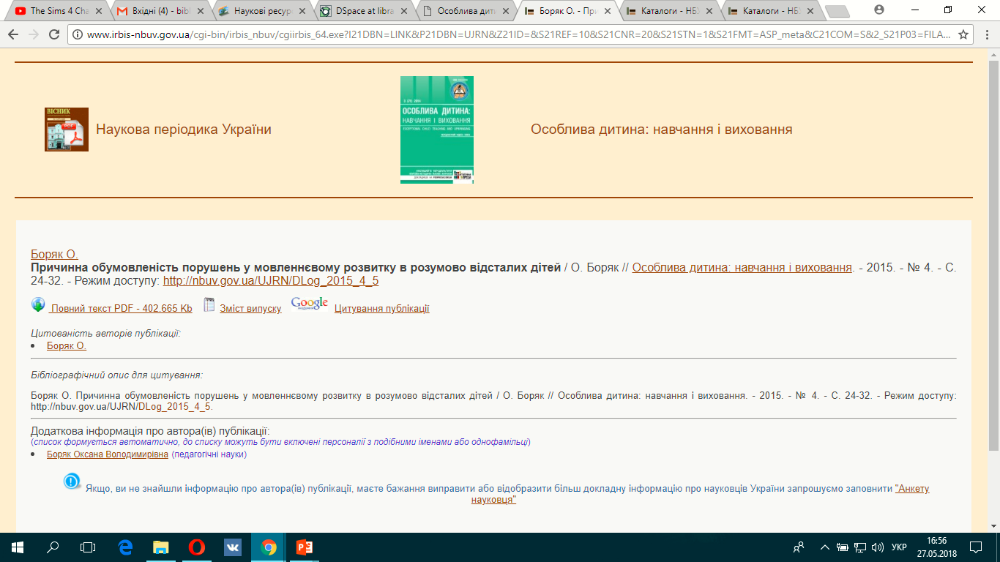 The Sims 4 Cha
Вхідні (4) - bibl
Наукові ресур
DSpace at libra
Особлива дит
Боряк О. - При
Каталоги - НБУ
Каталоги - НБУ
www.irbis-nbuv.gov.ua/cgi-bin/irbis_nbuv/cgiirbis_64.exe?I21DBN=LINK&P21DBN=UJRN&Z21ID=&S21REF=10&S21CNR=20&S21STN=1&S21FMT=ASP_meta&C21COM=S&2_S21P03=FILA...
ВІСНИК
PDF
Наукова періодика України
ОСОБЛИВА ДИТИНА:
НАВЧАННЯ І ВИХОВАННЯ
Особлива дитина: навчання і виховання
Боряк О.
Причинна обумовленість порушень у мовленнєвому розвитку в розумово відсталих дітей / О. Боряк // Особлива дитина: навчання і виховання. - 2015. - № 4. - С.
24-32. - Режим доступу: http://nbuv.gov.ua/UJRN/DLog_2015_4_5
Повний текст PDF - 402.665 Kb Зміст випуску Google Цитування публікації
Цитованість авторів публікації:
Боряк О.
Бібліографічний опис для цитування:
Боряк О. Причинна обумовленість порушень у мовленнєвому розвитку в розумово відсталих дітей / О. Боряк // Особлива дитина: навчання і виховання. - 2015. - № 4. - С. 24-32. - Режим доступу:
http://nbuv.gov.ua/UJRN/DLog_2015_4_5.
Додаткова інформація про автора(ів) публікації:
(список формується автоматично, до списку можуть бути включені персоналії з подібними іменами або однофамільці)
Боряк Оксана Володимирівна (педагогічні науки)
Якщо, ви не знайшли інформацію про автора(ів) публікації, маєте бажання виправити або відобразити більш докладну інформацію про науковців України запрошуємо заповнити "Анкету
науковця"
УКР
16:56
27.05.2018